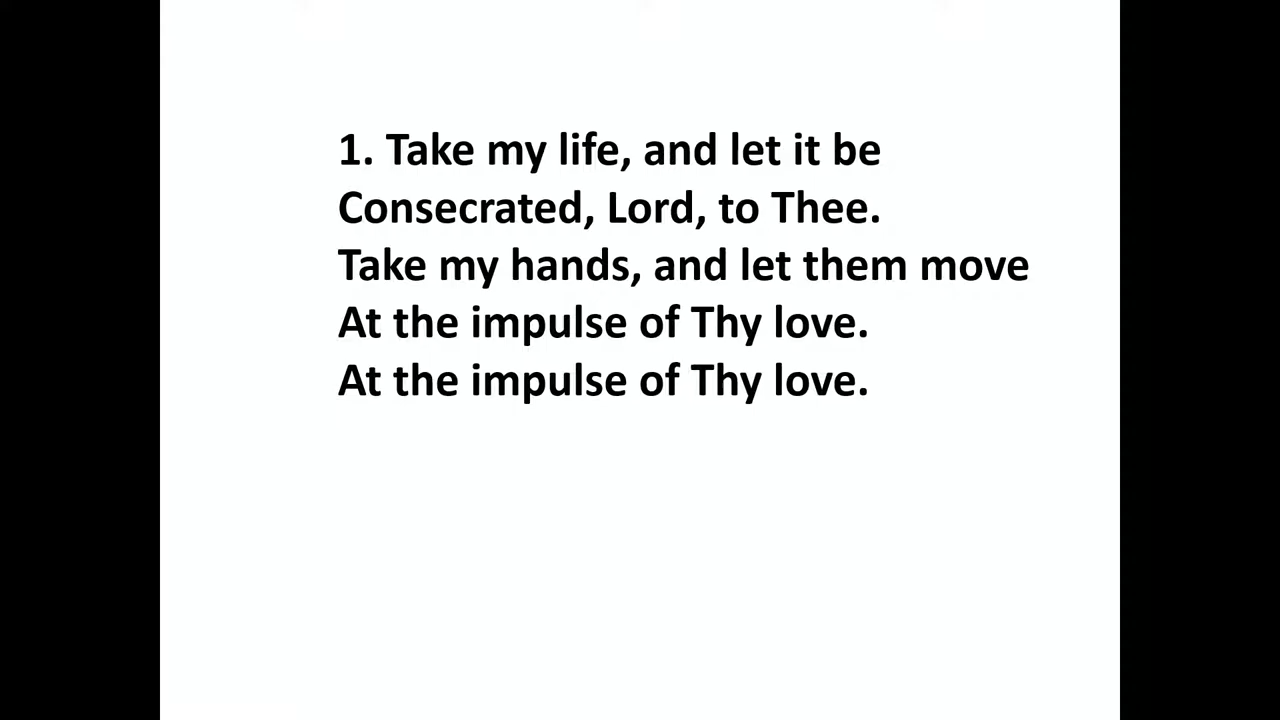 1. Take my life, and let it be
Consecrated, Lord, to Thee.
Take my hands, and let them move
At the impulse of Thy love.
At the impulse of Thy love.